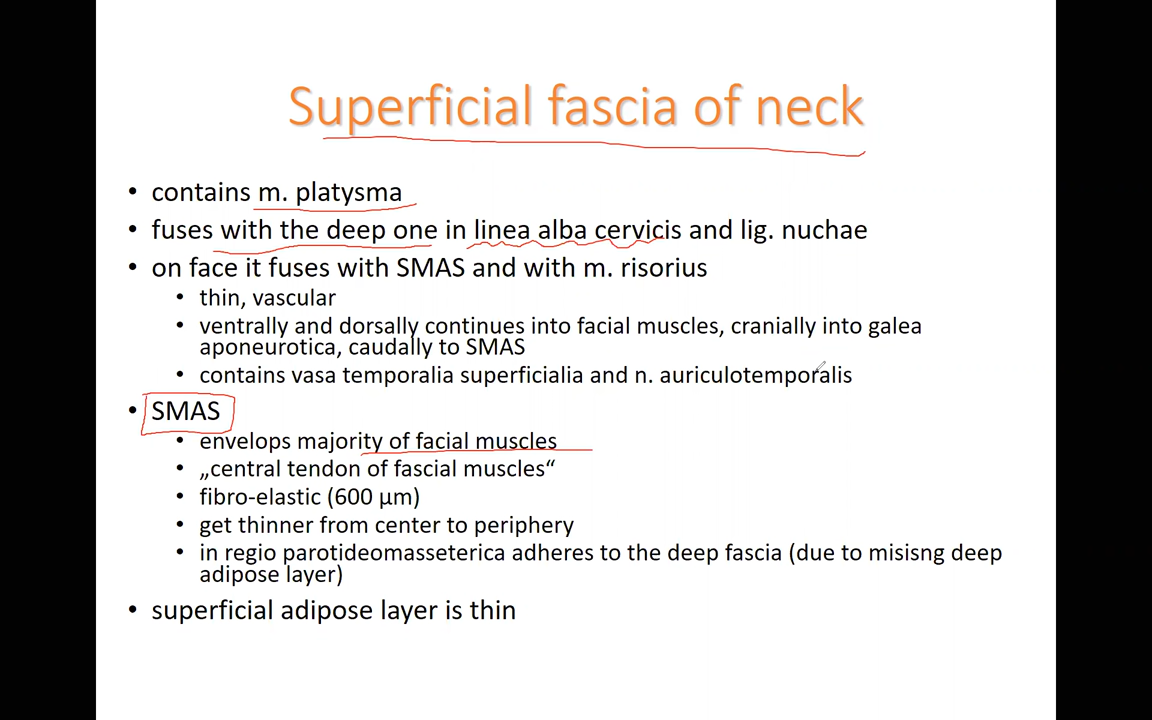 Superficial fascia of neck
• contains m. platysma
• fuses with the deep one in linea alba cervicis and lig. nuchae
• on face it fuses with SMAS and with m. risorius
• thin, vascular
• ventrally and dorsally continues into facial muscles, cranially into galea
aponeurotica, caudally to SMAS
• contains vasa temporalia superficialia and n. auriculotemporalis
• SMAS
• envelops majority of facial muscles
• „central tendon of fascial muscles“
• fibro-elastic (600 µm)
• get thinner from center to periphery
• in regio parotideomasseterica adheres to the deep fascia (due to misisng deep
adipose layer)
• superficial adipose layer is thin